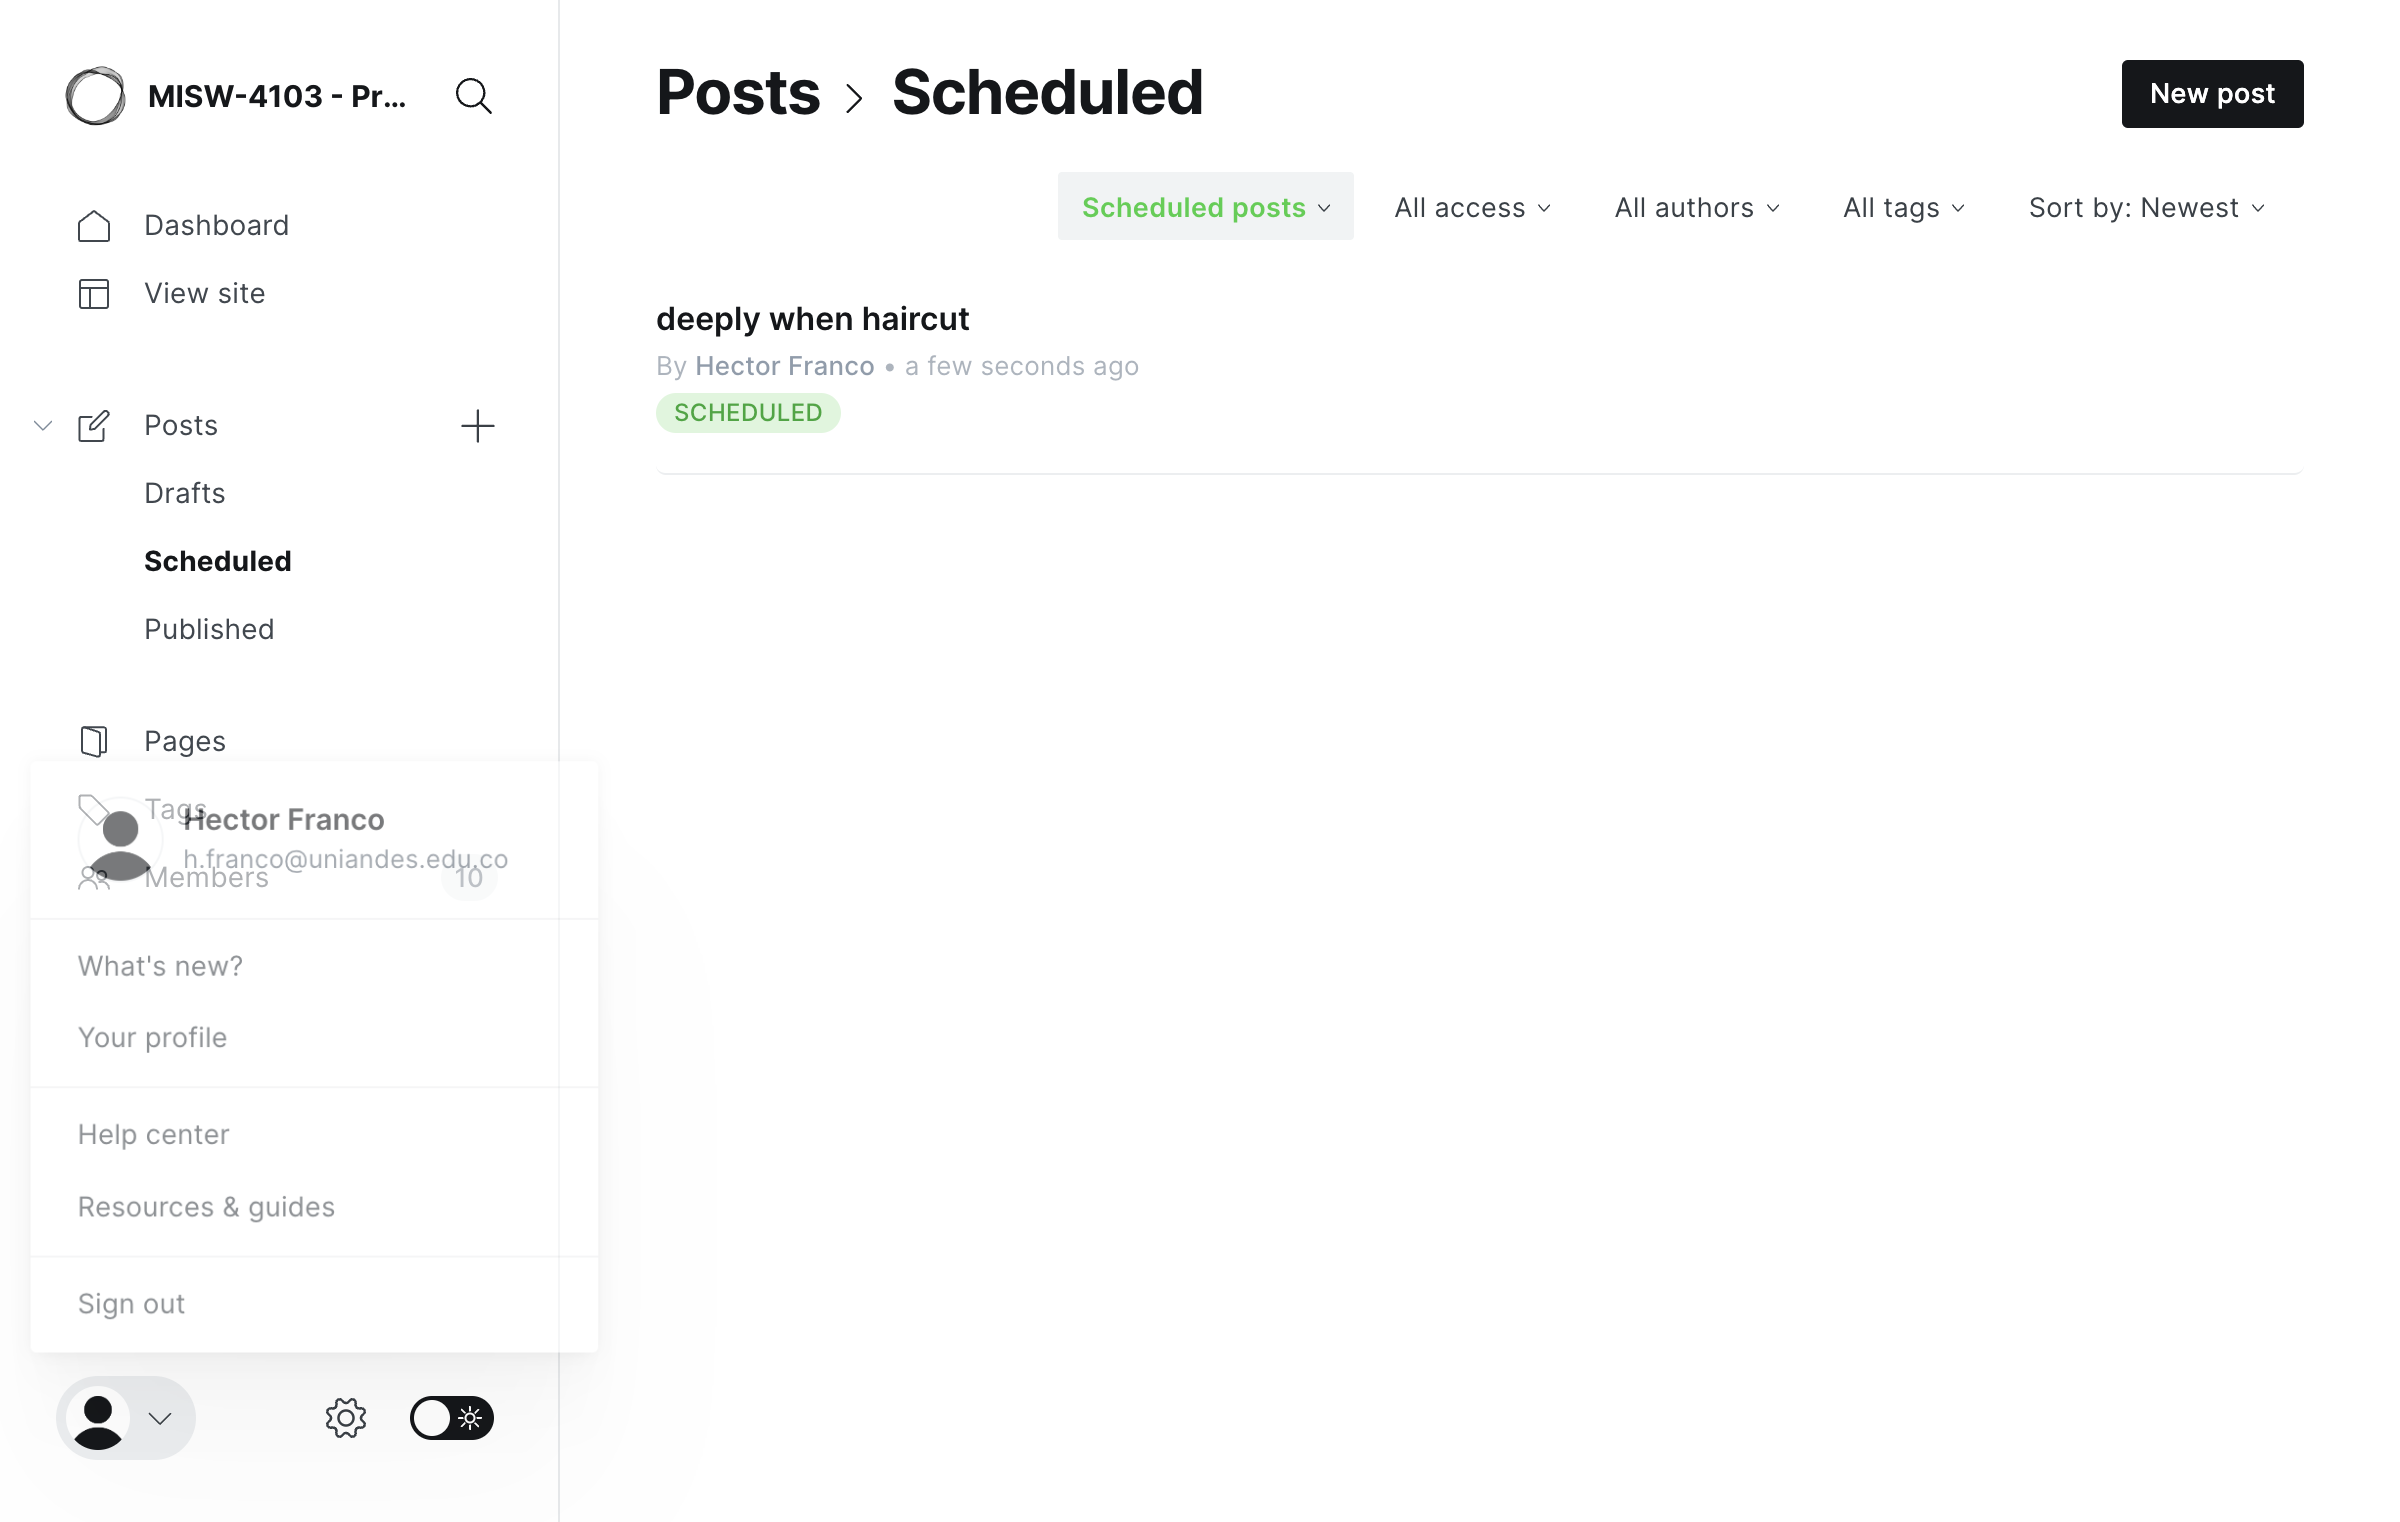 MISW-4103 - Pr...
Dashboard
View site
Posts
Drafts
Scheduled
Published
Pages
Tags
Hector Franco
h.franco@uniandes.edu.co
Members 10
What's new?
Your profile
Help center
Resources & guides
Sign out
Posts > Scheduled
New post
Scheduled posts All access All authors All tags Sort by: Newest
deeply when haircut
By Hector Franco • a few seconds ago
SCHEDULED